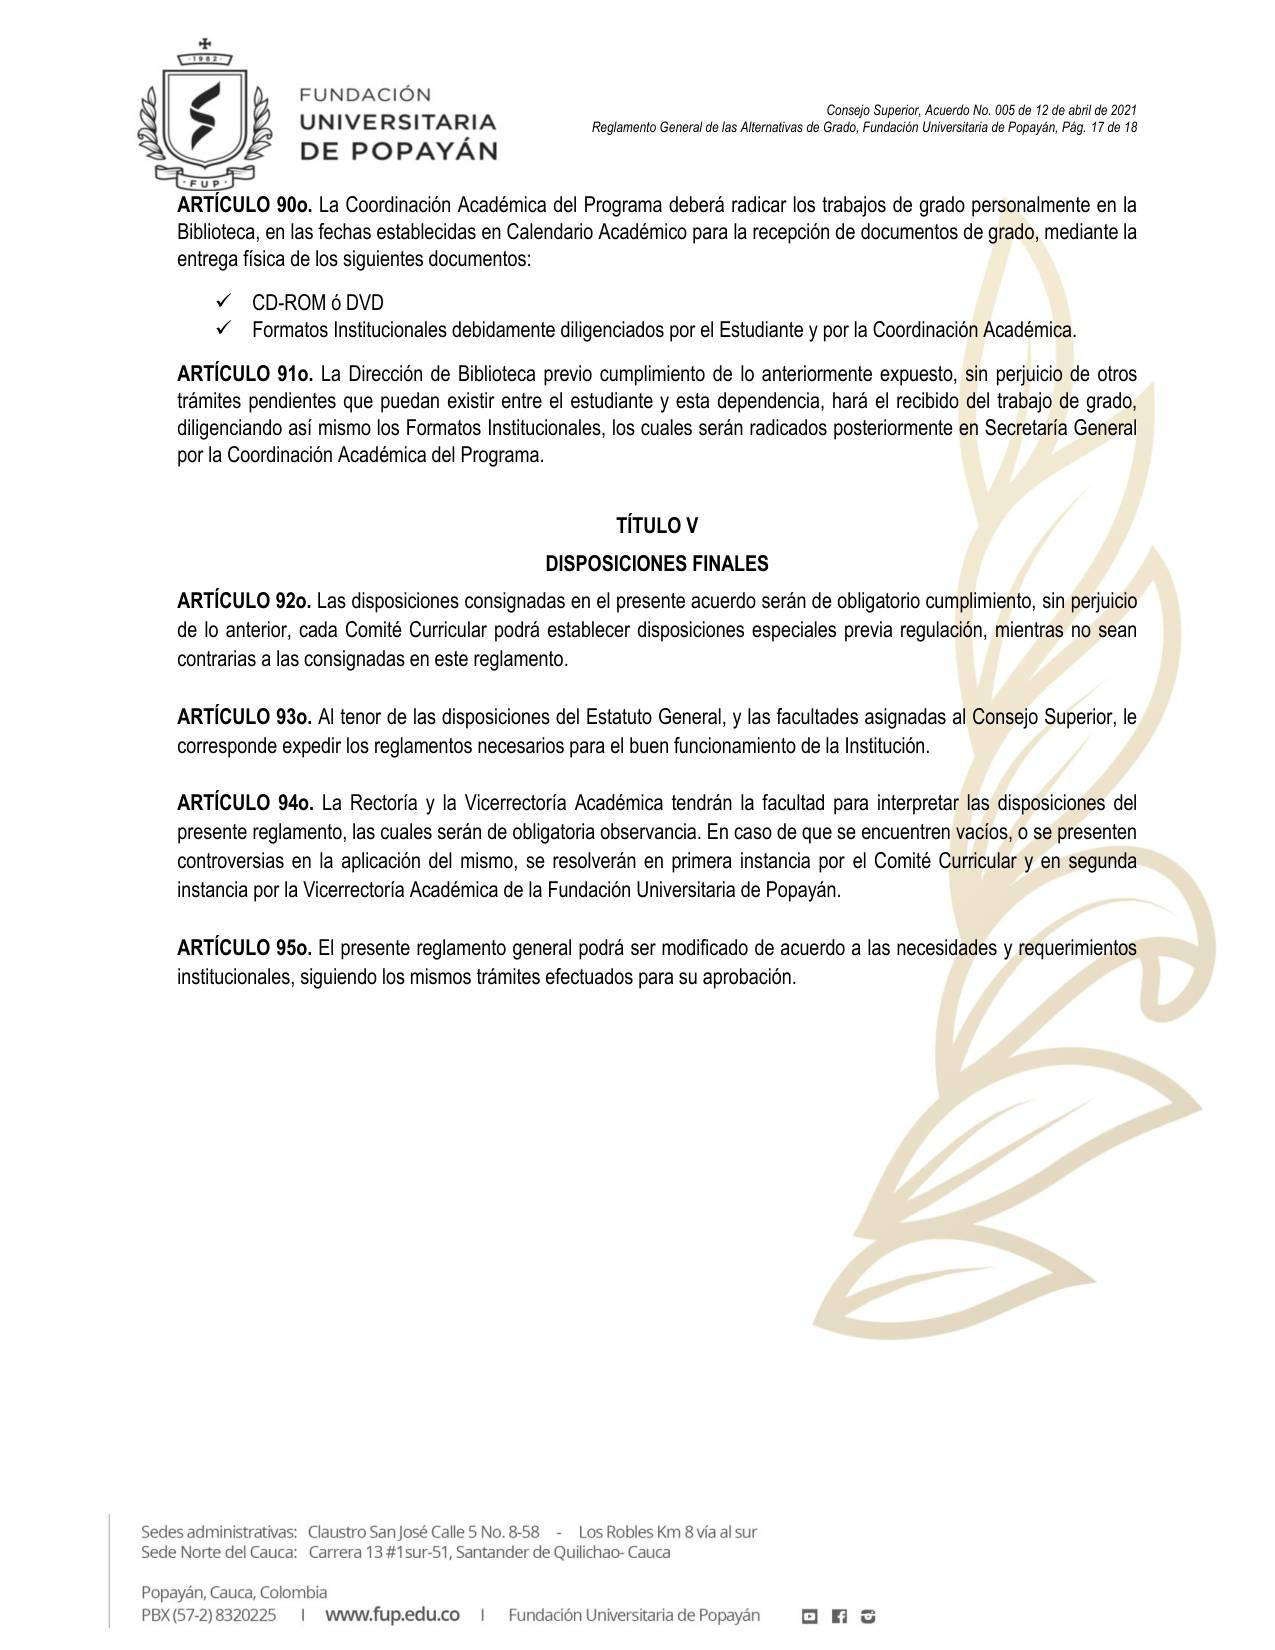 1982
FUP
FUNDACIÓN
UNIVERSITARIA
DE POPAYÁN
Consejo Superior, Acuerdo No. 005 de 12 de abril de 2021
Reglamento General de las Alternativas de Grado, Fundación Universitaria de Popayán, Pág. 17 de 18
ARTÍCULO 90o. La Coordinación Académica del Programa deberá radicar los trabajos de grado personalmente en la
Biblioteca, en las fechas establecidas en Calendario Académico para la recepción de documentos de grado, mediante la
entrega física de los siguientes documentos:
✓ CD-ROM ó DVD
✓ Formatos Institucionales debidamente diligenciados por el Estudiante y por la Coordinación Académica.
ARTÍCULO 91o. La Dirección de Biblioteca previo cumplimiento de lo anteriormente expuesto, sin perjuicio de otros
trámites pendientes que puedan existir entre el estudiante y esta dependencia, hará el recibido del trabajo de grado,
diligenciando así mismo los Formatos Institucionales, los cuales serán radicados posteriormente en Secretaría General
por la Coordinación Académica del Programa.
TÍTULO V
DISPOSICIONES FINALES
ARTÍCULO 92o. Las disposiciones consignadas en el presente acuerdo serán de obligatorio cumplimiento, sin perjuicio
de lo anterior, cada Comité Curricular podrá establecer disposiciones especiales previa regulación, mientras no sean
contrarias a las consignadas en este reglamento.
ARTÍCULO 93o. Al tenor de las disposiciones del Estatuto General, y las facultades asignadas al Consejo Superior, le
corresponde expedir los reglamentos necesarios para el buen funcionamiento de la Institución.
ARTÍCULO 94o. La Rectoría y la Vicerrectoría Académica tendrán la facultad para interpretar las disposiciones del
presente reglamento, las cuales serán de obligatoria observancia. En caso de que se encuentren vacíos, o se presenten
controversias en la aplicación del mismo, se resolverán en primera instancia por el Comité Curricular y en segunda
instancia por la Vicerrectoría Académica de la Fundación Universitaria de Popayán.
ARTÍCULO 95o. El presente reglamento general podrá ser modificado de acuerdo a las necesidades y requerimientos
institucionales, siguiendo los mismos trámites efectuados para su aprobación.
Sedes administrativas: Claustro San José Calle 5 No. 8-58 - Los Robles Km 8 vía al sur
Sede Norte del Cauca: Carrera 13 #1sur-51, Santander de Quilichao- Cauca
Popayán, Cauca, Colombia
PBX (57-2) 8320225 I www.fup.edu.co I Fundación Universitaria de Popayán